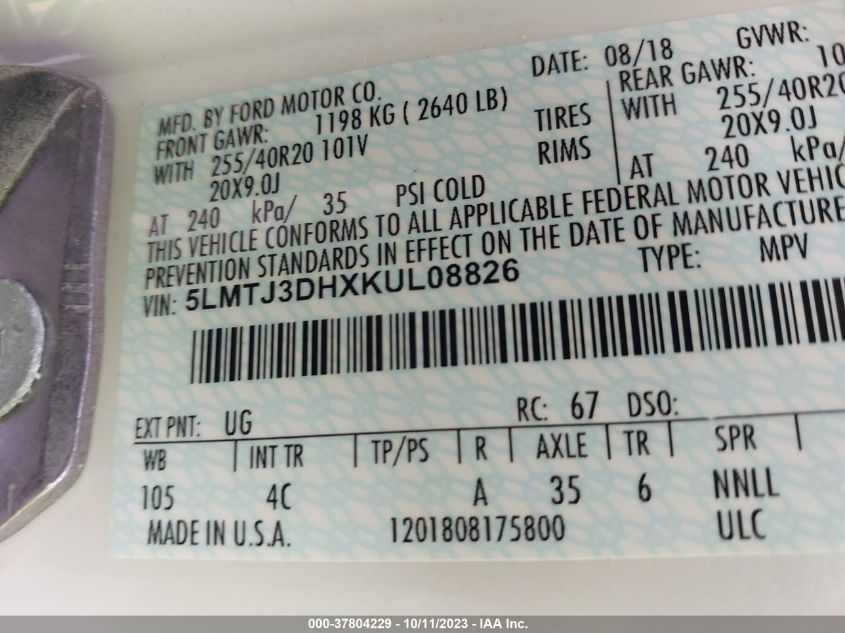 MFD. BY FORD MOTOR CO. DATE: 08/18 GVWR:
FRONT GAWR: 1198 KG ( 2640 LB) REAR GAWR: 10
WITH 255/40R20 101V TIRES WITH 255/40R20
20X9.0J RIMS 20X9.0J
AT 240 kPa/ 35 PSI COLD AT 240 kPa/
THIS VEHICLE CONFORMS TO ALL APPLICABLE FEDERAL MOTOR VEHIC
PREVENTION STANDARDS IN EFFECT ON THE DATE OF MANUFACTURE
VIN: 5LMTJ3DHXKUL08826 TYPE: MPV
EXT PNT: UG RC: 67 DSO:
WB INT TR TP/PS R AXLE TR SPR
105 4C A 35 6 NNLL
MADE IN U.S.A. 1201808175800 ULC
000-37804229 - 10/11/2023 - IAA Inc.